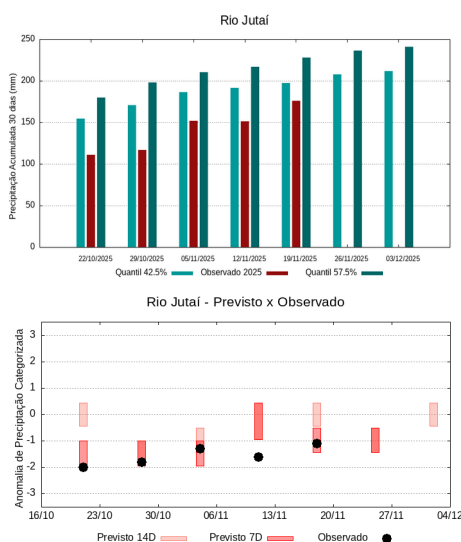 Rio Jutaí
Precipitação Acumulada 30 dias (mm)
250
200
150
100
50
0
22/10/2025 29/10/2025 05/11/2025 12/11/2025 19/11/2025 26/11/2025 03/12/2025
Quantil 42.5% Observado 2025 Quantil 57.5%
Rio Jutaí - Previsto x Observado
Anomalia de Preciptação Categorizada
3
2
1
0
-1
-2
-3
16/10 23/10 30/10 06/11 13/11 20/11 27/11 04/12
Previsto 14D Previsto 7D Observado